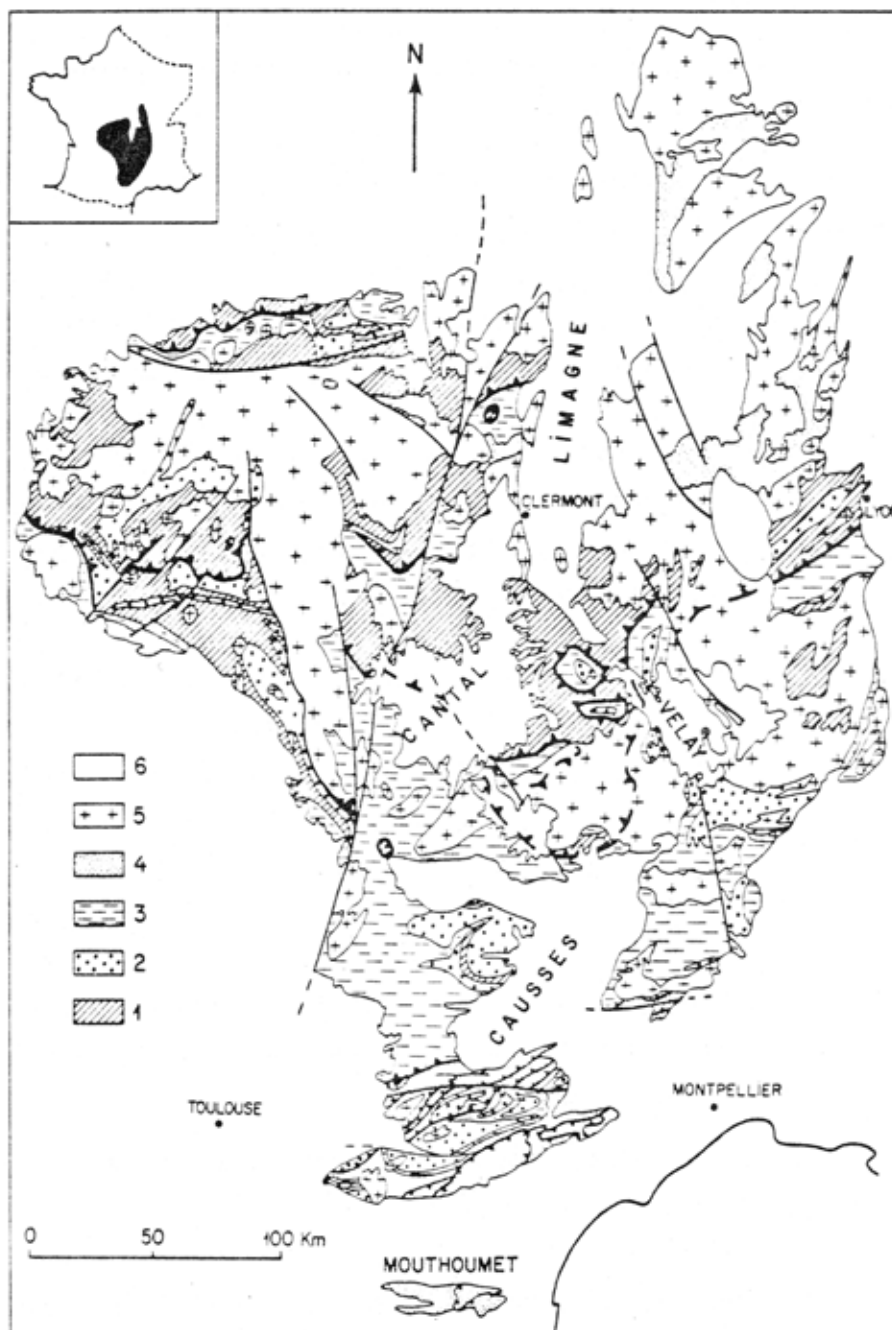 N
LIMAGNE
CLERMONT
LYON
CANTAL
VELAY
6
5
4
3
2
1
CAUSSES
TOULOUSE
MONTPELLIER
0 50 100 Km
MOUTHOUMET